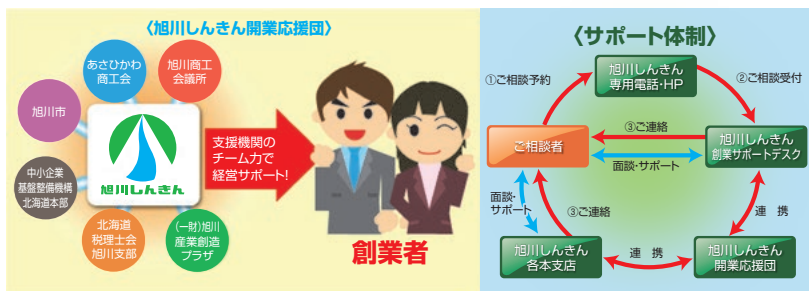 〈旭川しんきん開業応援団〉
あさひかわ
商工会
旭川商工
会議所
旭川市
旭川しんきん
中小企業
基盤整備機構
北海道本部
北海道
税理士会
旭川支部
(一財)旭川
産業創造
プラザ
支援機関の
チーム力で
経営サポート!
創業者
〈サポート体制〉
①ご相談予約
旭川しんきん
専用電話・HP
②ご相談受付
③ご連絡
ご相談者
旭川しんきん
創業サポートデスク
面談・サポート
面談・
サポート
③ご連絡
連 携
旭川しんきん
各本支店
連 携
旭川しんきん
開業応援団